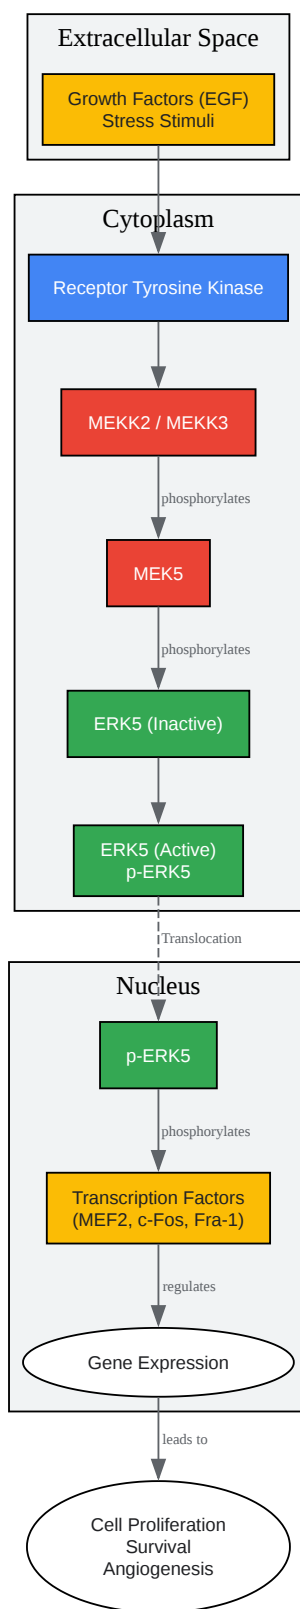 Extracellular Space
Growth Factors (EGF)
Stress Stimuli
Cytoplasm
Receptor Tyrosine Kinase
MEKK2 / MEKK3
phosphorylates
MEK5
phosphorylates
ERK5 (Inactive)
ERK5 (Active)
p-ERK5
Translocation
Nucleus
p-ERK5
phosphorylates
Transcription Factors
(MEF2, c-Fos, Fra-1)
regulates
Gene Expression
leads to
Cell Proliferation
Survival
Angiogenesis